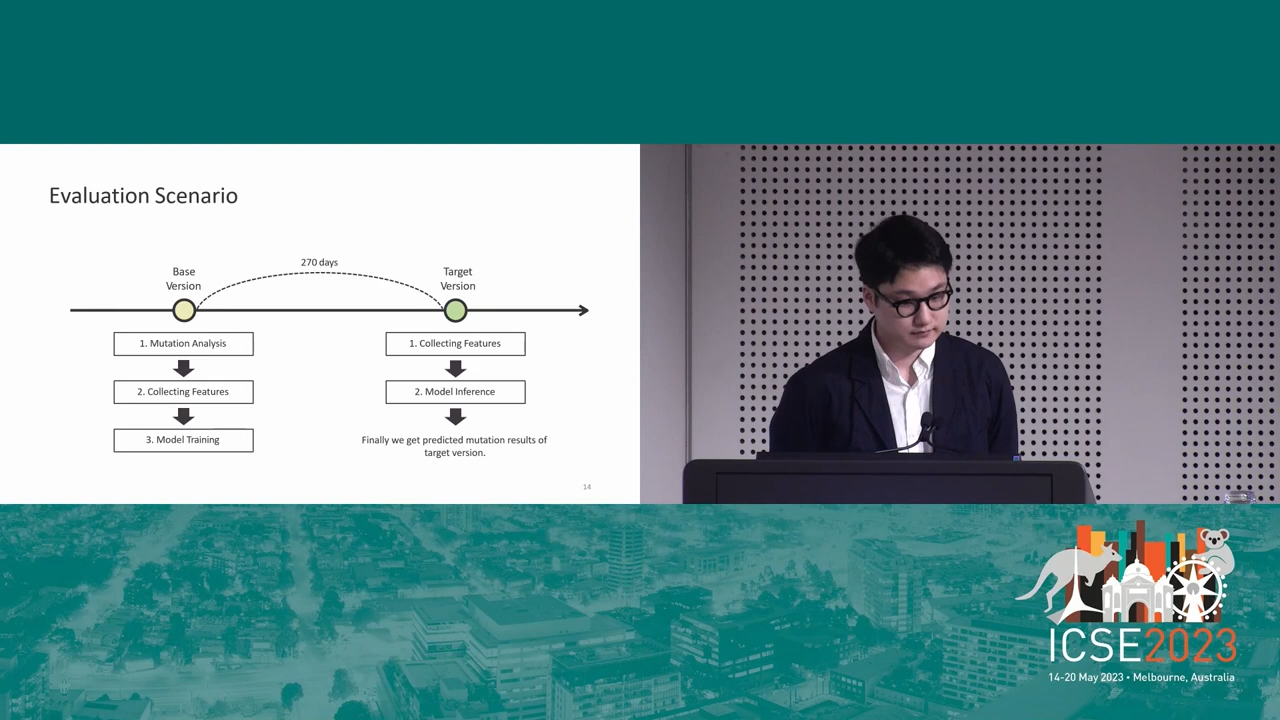 Evaluation Scenario
270 days
Base
Version
Target
Version
1. Mutation Analysis
2. Collecting Features
3. Model Training
1. Collecting Features
2. Model Inference
Finally we get predicted mutation results of
target version.
14
ICSE2023
14-20 May 2023 • Melbourne, Australia